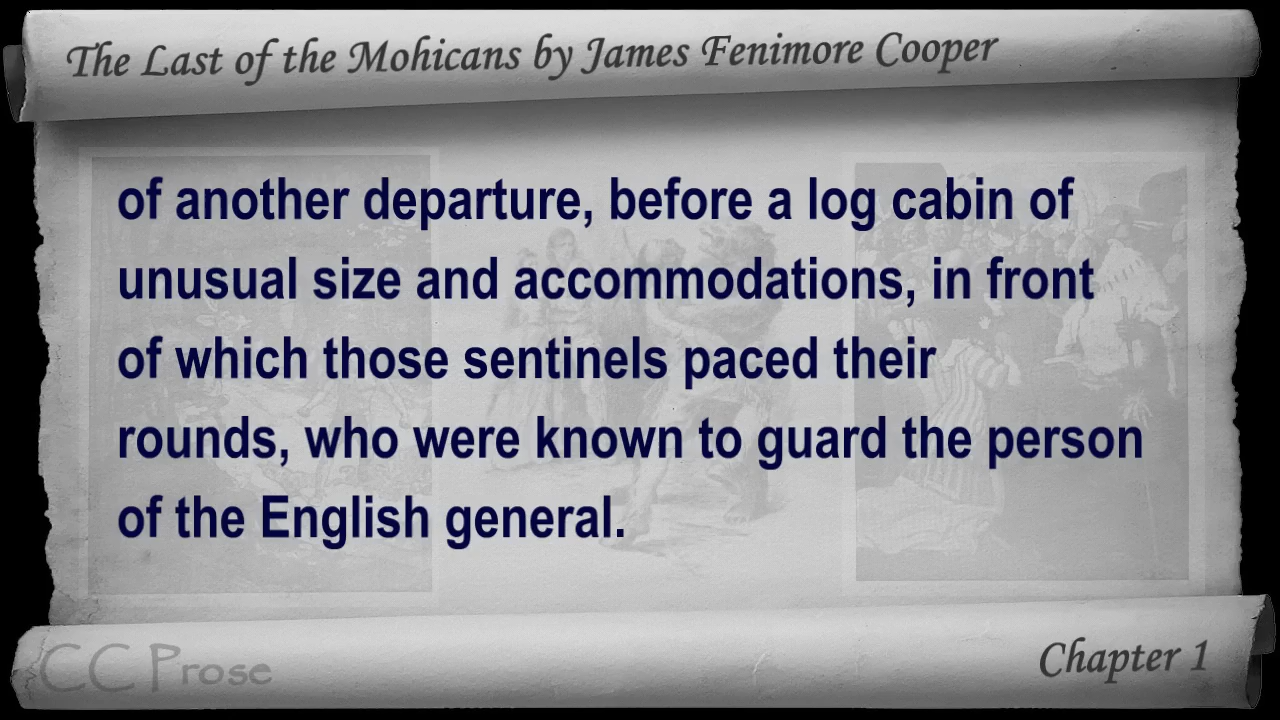 The Last of the Mohicans by James Fenimore Cooper
of another departure, before a log cabin of
unusual size and accommodations, in front
of which those sentinels paced their
rounds, who were known to guard the person
of the English general.
CC Prose
Chapter 1